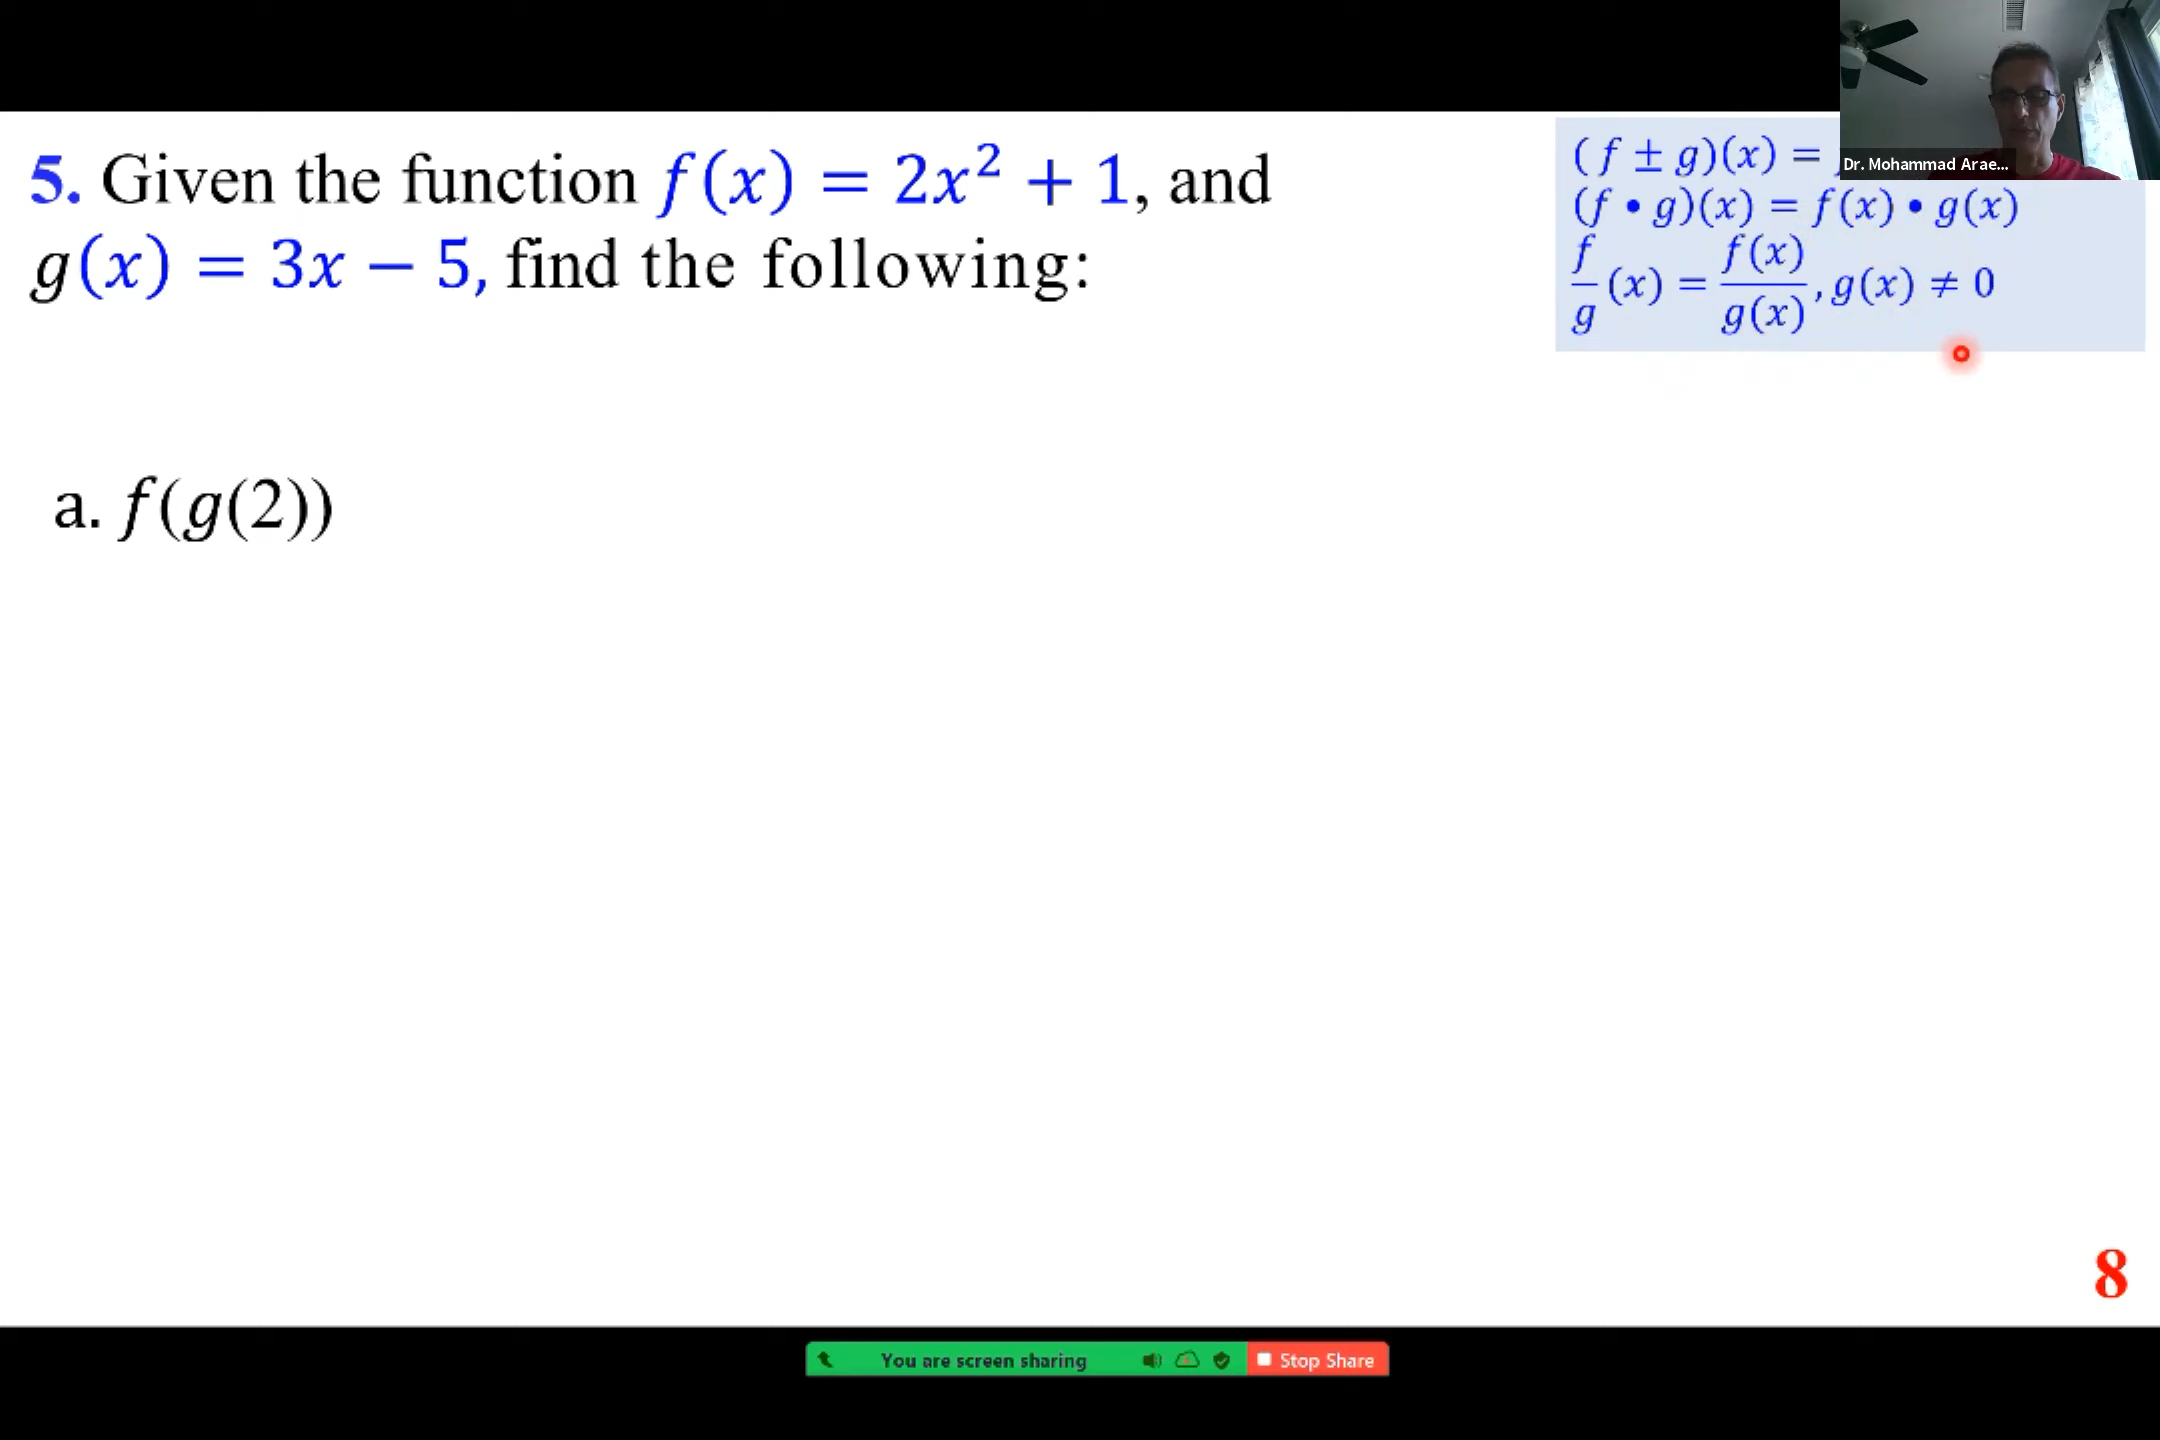 5. Given the function f(x) = 2x² + 1, and
g(x) = 3x − 5, find the following:
(f ± g)(x) =
(f • g)(x) = f(x) • g(x)
f/g (x) = f(x)/g(x), g(x) ≠ 0
Dr. Mohammad Arae...
a. f(g(2))
8
You are screen sharing
Stop Share